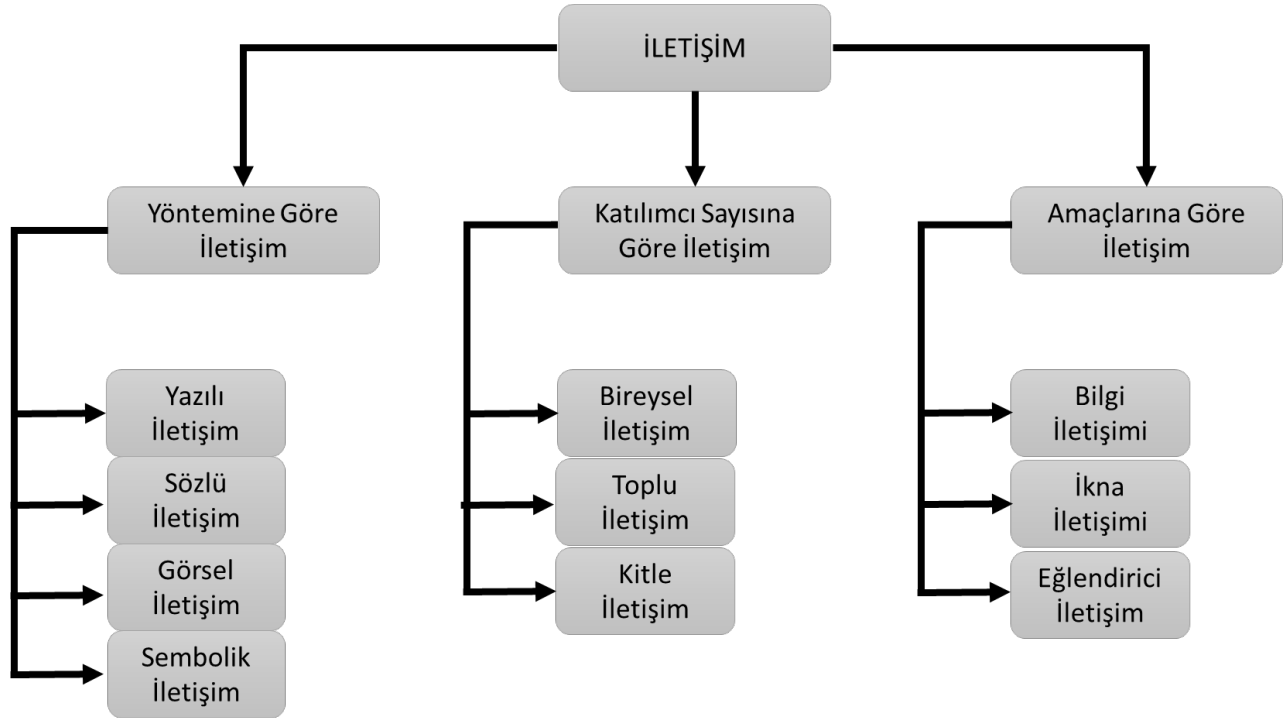 İLETİŞİM
Yöntemine Göre
İletişim
Katılımcı Sayısına
Göre İletişim
Amaçlarına Göre
İletişim
Yazılı
İletişim
Sözlü
İletişim
Görsel
İletişim
Sembolik
İletişim
Bireysel
İletişim
Toplu
İletişim
Kitle
İletişim
Bilgi
İletişimi
İkna
İletişimi
Eğlendirici
İletişim